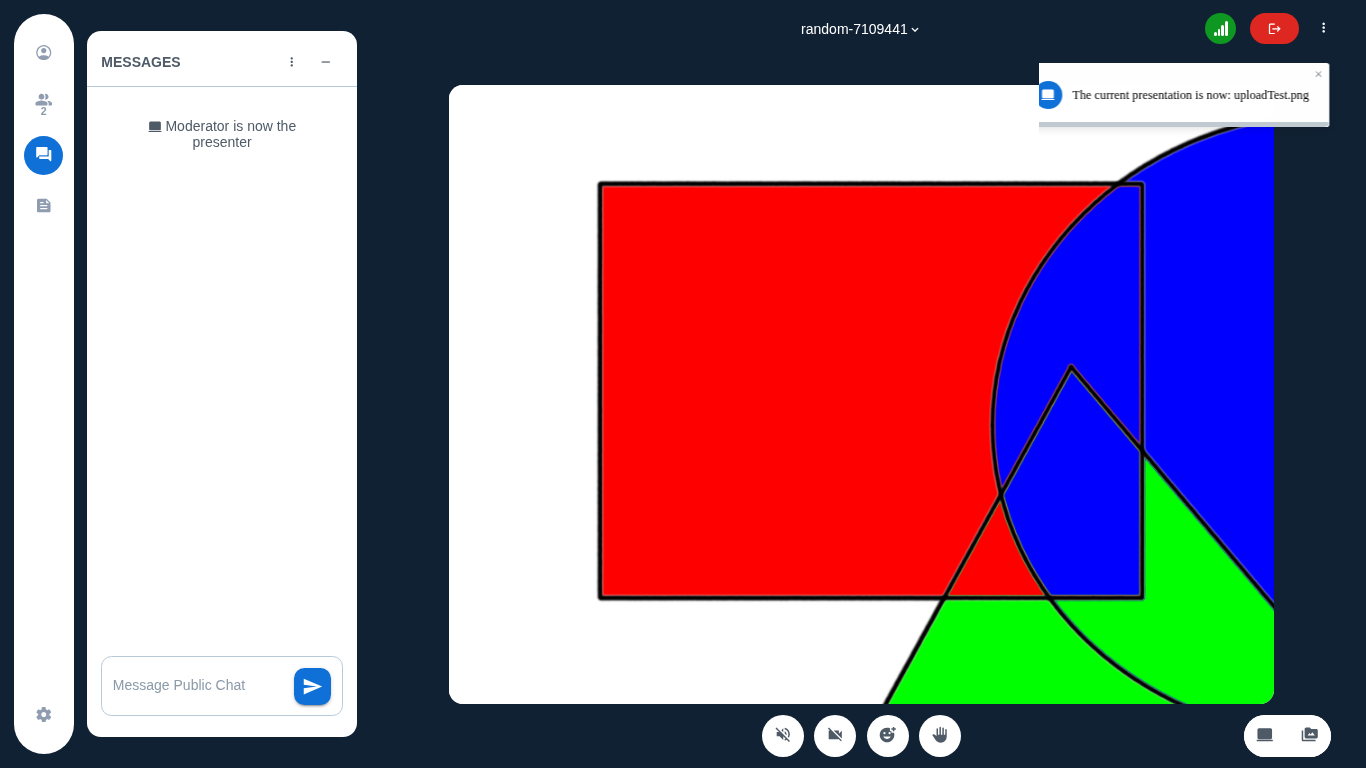 random-7109441
MESSAGES
2
Moderator is now the
presenter
The current presentation is now: uploadTest.png
Message Public Chat